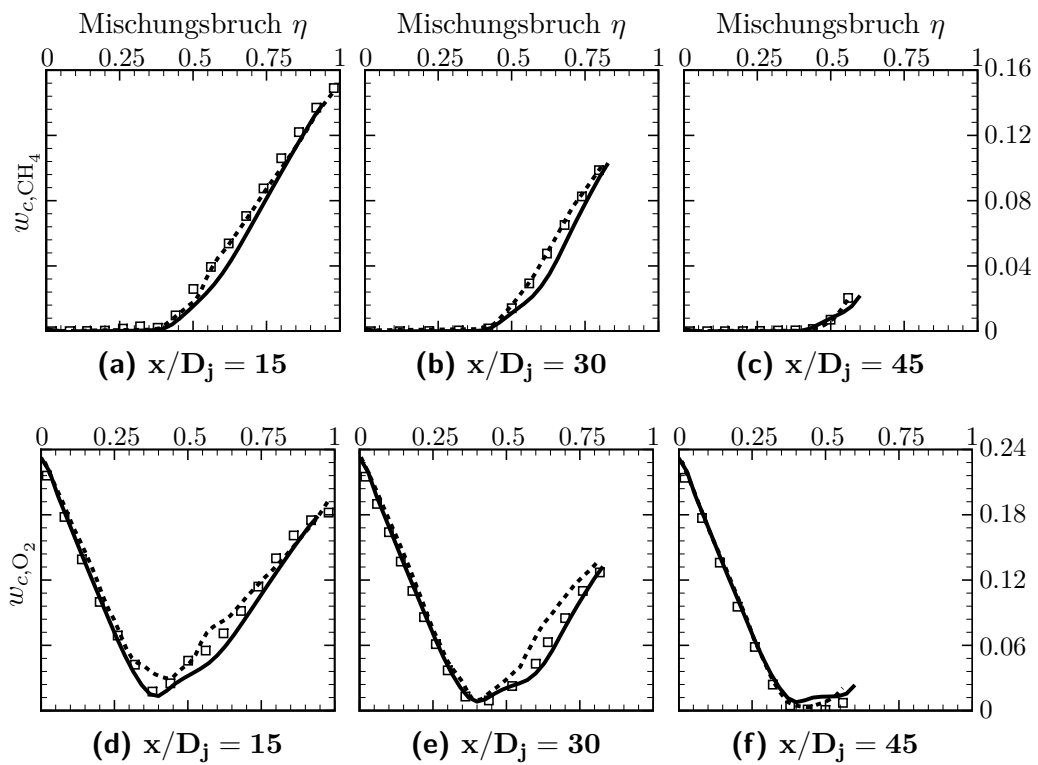 Mischungsbruch η Mischungsbruch η Mischungsbruch η
0 0.25 0.5 0.75 1 0 0.25 0.5 0.75 1 0 0.25 0.5 0.75 1
0.16
0.12
w_{c,CH_4}
0.08
0.04
0
(a) x/D_j = 15 (b) x/D_j = 30 (c) x/D_j = 45
0 0.25 0.5 0.75 1 0 0.25 0.5 0.75 1 0 0.25 0.5 0.75 1
0.24
0.18
w_{c,O_2}
0.12
0.06
0
(d) x/D_j = 15 (e) x/D_j = 30 (f) x/D_j = 45